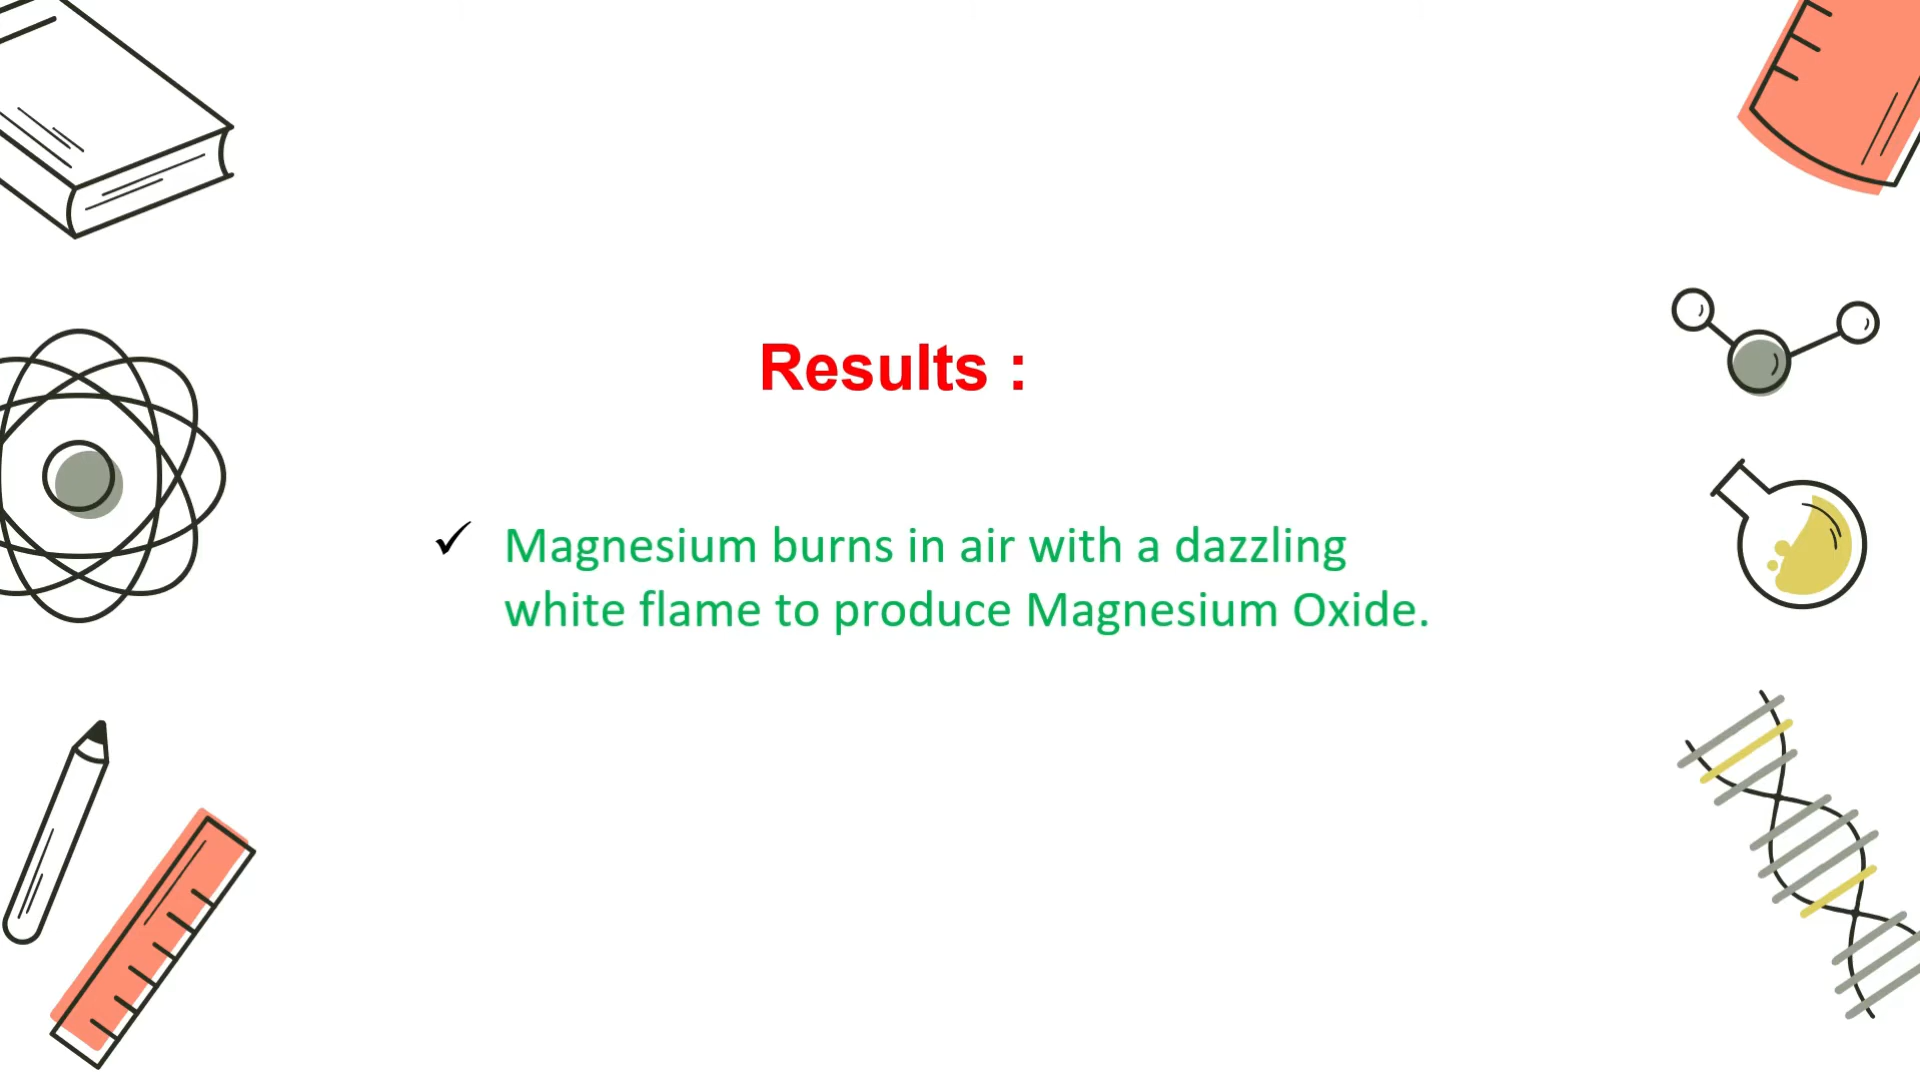 Results :
✓ Magnesium burns in air with a dazzling
white flame to produce Magnesium Oxide.